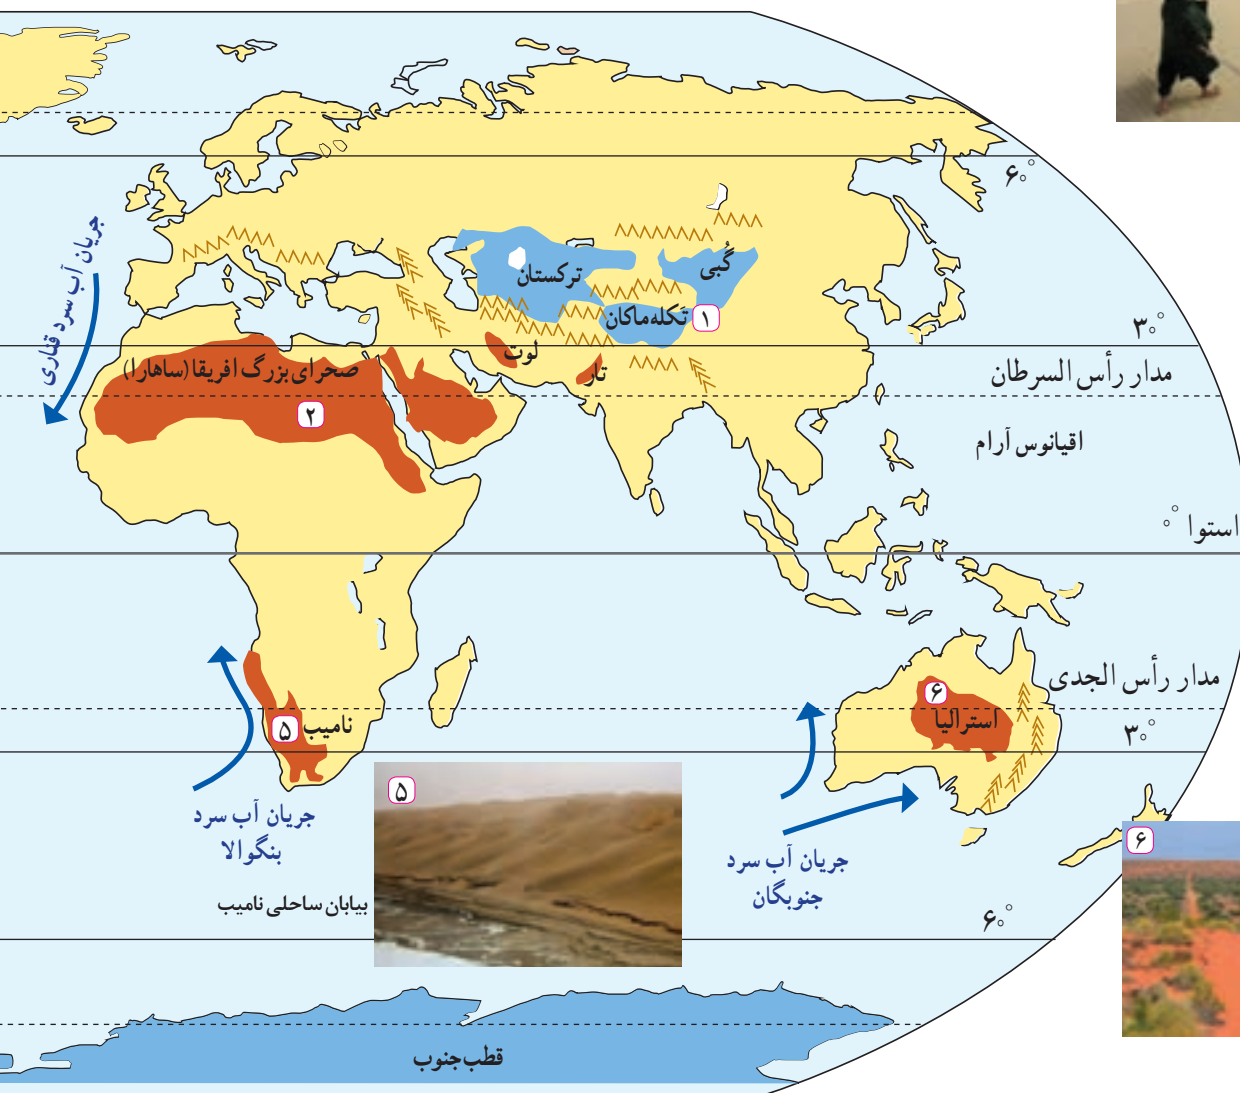 ۶۰°
جریان آب سرد قناری
گُبی
ترکستان
تَکله‌ماکان
۱
۳۰°
لوت
تار
صحرای بزرگ افریقا (ساهارا)
۲
مدار رأس السرطان
اقیانوس آرام
استوا °۰
مدار رأس الجدی
۶
استرالیا
نامیب
۵
۳۰°
۵
جریان آب سرد
بنگوالا
جریان آب سرد
جنوبگان
۶
بیابان ساحلی نامیب
۶۰°
قطب جنوب